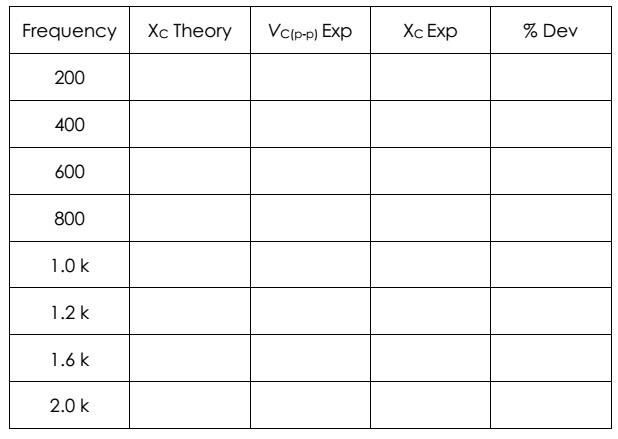 Frequency XC Theory VC(p-p) Exp XC Exp % Dev
200
400
600
800
1.0 k
1.2 k
1.6 k
2.0 k